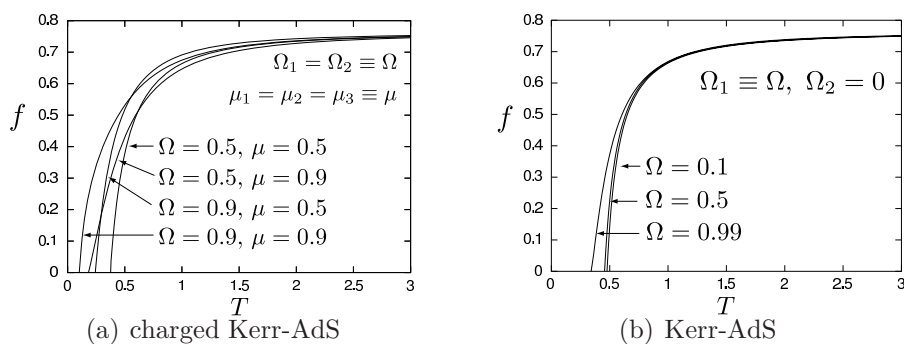 0.8
0.7
0.6
0.5
0.4
0.3
0.2
0.1
0
f
Ω₁ = Ω₂ ≡ Ω
μ₁ = μ₂ = μ₃ ≡ μ
Ω = 0.5, μ = 0.5
Ω = 0.5, μ = 0.9
Ω = 0.9, μ = 0.5
Ω = 0.9, μ = 0.9
0 0.5 1 1.5 2 2.5 3
T
(a) charged Kerr-AdS
0.8
0.7
0.6
0.5
0.4
0.3
0.2
0.1
0
f
Ω₁ ≡ Ω, Ω₂ = 0
Ω = 0.1
Ω = 0.5
Ω = 0.99
0 0.5 1 1.5 2 2.5 3
T
(b) Kerr-AdS